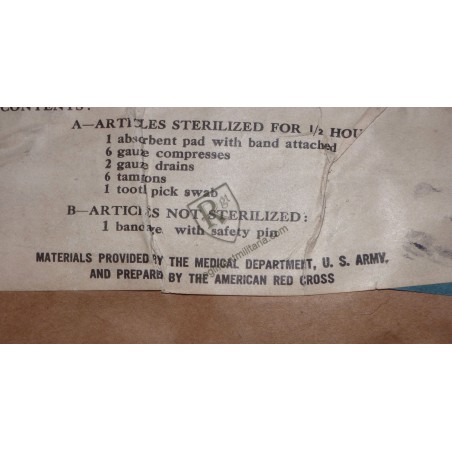 CONTENTS:
A—ARTICLES STERILIZED FOR 1/2 HOU
1 absorbent pad with band attached
6 gauze compresses
2 gauze drains
6 tampons
1 toothpick swab
B—ARTICLES NOT STERILIZED:
1 bandage with safety pin
MATERIALS PROVIDED BY THE MEDICAL DEPARTMENT, U. S. ARMY,
AND PREPARED BY THE AMERICAN RED CROSS